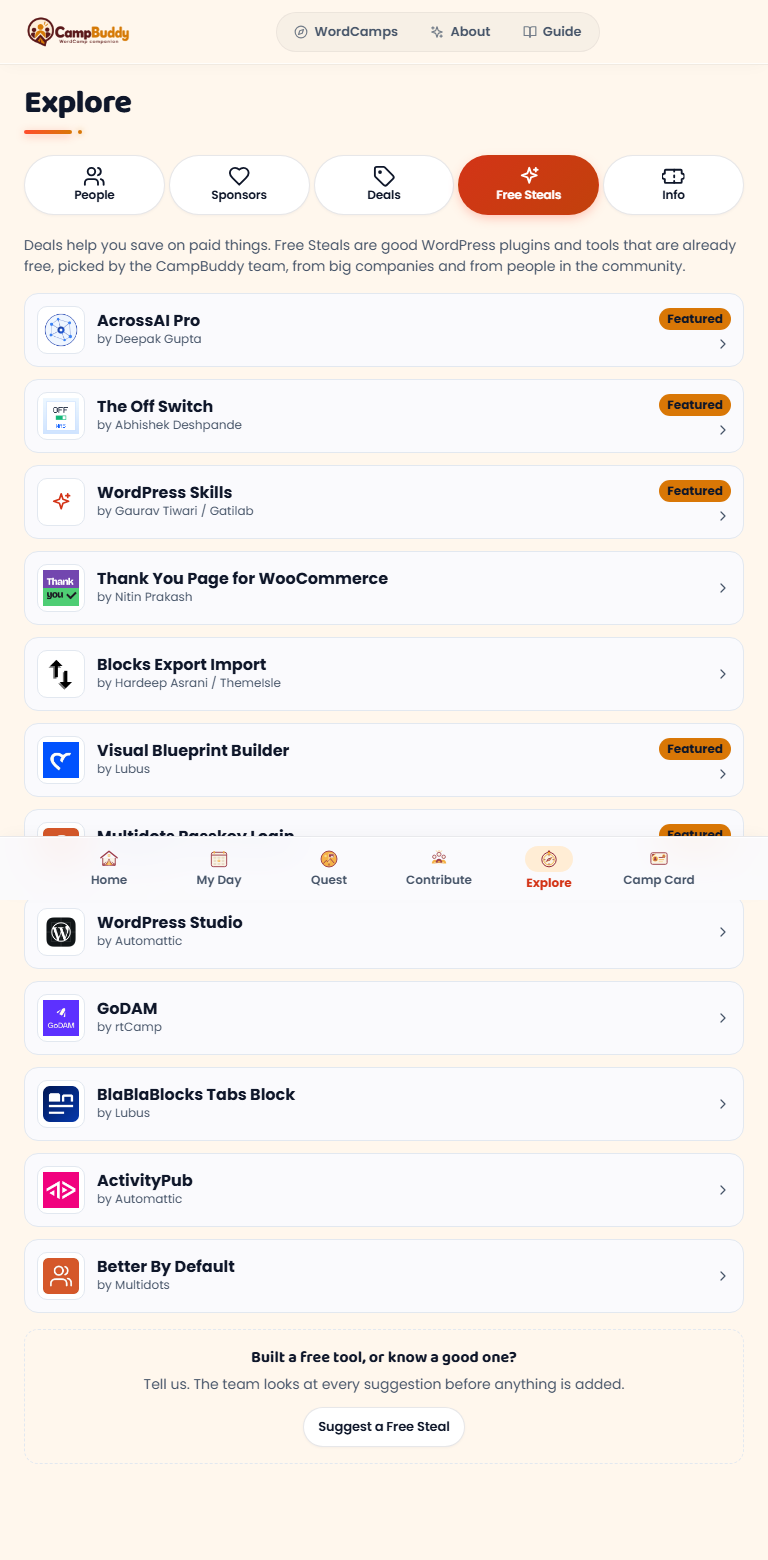 CampBuddy
WordCamp companion
WordCamps
About
Guide
Explore
People
Sponsors
Deals
Free Steals
Info
Deals help you save on paid things. Free Steals are good WordPress plugins and tools that are already
free, picked by the CampBuddy team, from big companies and from people in the community.
AcrossAI Pro
by Deepak Gupta
Featured
OFF
The Off Switch
by Abhishek Deshpande
Featured
WordPress Skills
by Gaurav Tiwari / Gatilab
Featured
Thank
you
Thank You Page for WooCommerce
by Nitin Prakash
Blocks Export Import
by Hardeep Asrani / ThemeIsle
Visual Blueprint Builder
by Lubus
Featured
Multidots Passkey Login
Featured
Home
My Day
Quest
Contribute
Explore
Camp Card
WordPress Studio
by Automattic
GoDAM
GoDAM
by rtCamp
BlaBlaBlocks Tabs Block
by Lubus
ActivityPub
by Automattic
Better By Default
by Multidots
Built a free tool, or know a good one?
Tell us. The team looks at every suggestion before anything is added.
Suggest a Free Steal